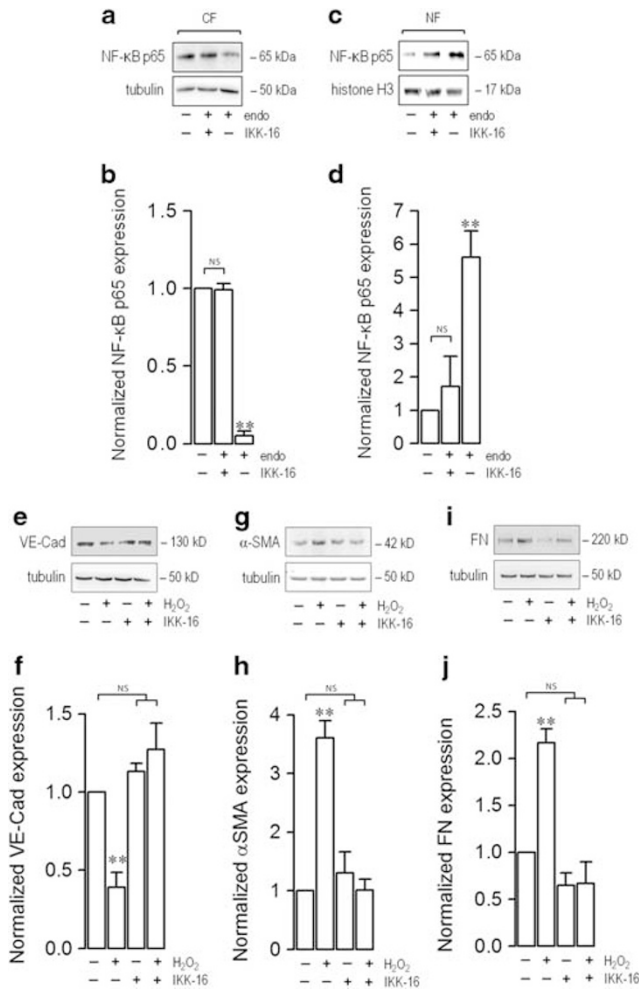 a CF
NF-κB p65 – 65 kDa
tubulin – 50 kDa
– + + endo
– + – IKK-16
c NF
NF-κB p65 – 65 kDa
histone H3 – 17 kDa
– + + endo
– + – IKK-16
b
Normalized NF-κB p65 expression
1.5
1.0
0.5
0.0
NS
**
– + + endo
– + – IKK-16
d
Normalized NF-κB p65 expression
7
6
5
4
3
2
1
0
NS
**
– + + endo
– + – IKK-16
e
VE-Cad – 130 kD
tubulin – 50 kD
– + – + H₂O₂
– – + + IKK-16
g
α-SMA – 42 kD
tubulin – 50 kD
– + – + H₂O₂
– – + + IKK-16
i
FN – 220 kD
tubulin – 50 kD
– + – + H₂O₂
– – + + IKK-16
f
Normalized VE-Cad expression
1.5
1.0
0.5
0.0
NS
**
– + – + H₂O₂
– – + + IKK-16
h
Normalized αSMA expression
4
3
2
1
0
NS
**
– + – + H₂O₂
– – + + IKK-16
j
Normalized FN expression
2.5
2.0
1.0
0.5
0.0
NS
**
– + – + H₂O₂
– – + + IKK-16